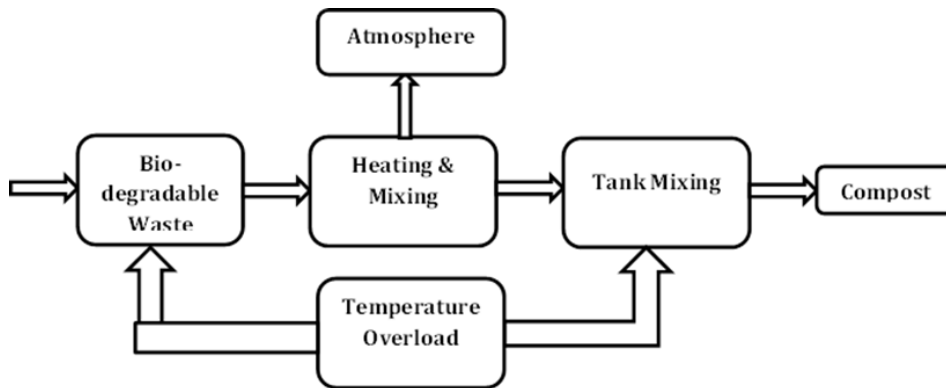 Atmosphere
Bio-
degradable
Waste
Heating &
Mixing
Tank Mixing
Compost
Temperature
Overload